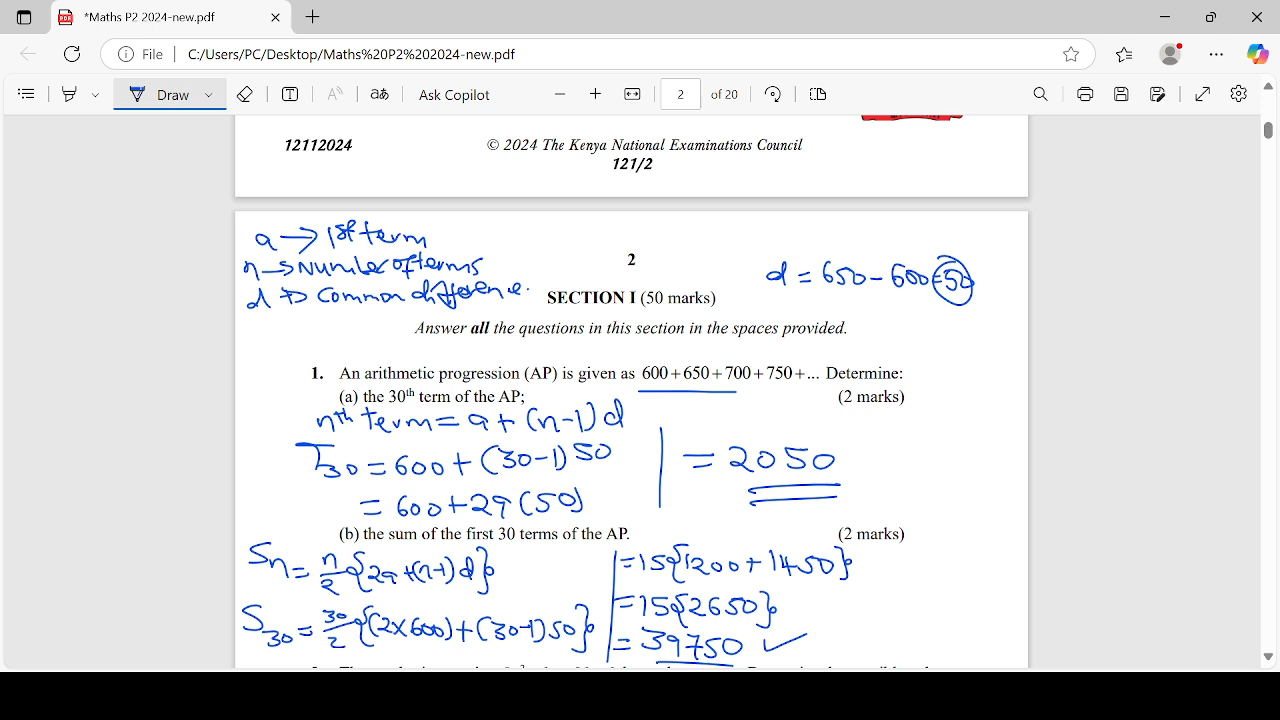 *Maths P2 2024-new.pdf
File C:/Users/PC/Desktop/Maths%20P2%202024-new.pdf
Draw Ask Copilot 2 of 20
12112024 © 2024 The Kenya National Examinations Council
121/2
a → 1st term
n → Number of terms
d → Common difference.
2
d = 650 - 600 = 50
SECTION I (50 marks)
Answer all the questions in this section in the spaces provided.
1. An arithmetic progression (AP) is given as 600+650+700+750+... Determine:
(a) the 30th term of the AP; (2 marks)
nth term = a + (n-1)d
T30 = 600 + (30-1)50
= 600+29(50)
= 2050
(b) the sum of the first 30 terms of the AP. (2 marks)
Sn = n/2{2a+(n-1)d}
S30 = 30/2{(2×600)+(30-1)50}
=15{1200+1450}
=15{2650}
= 39750 ✓